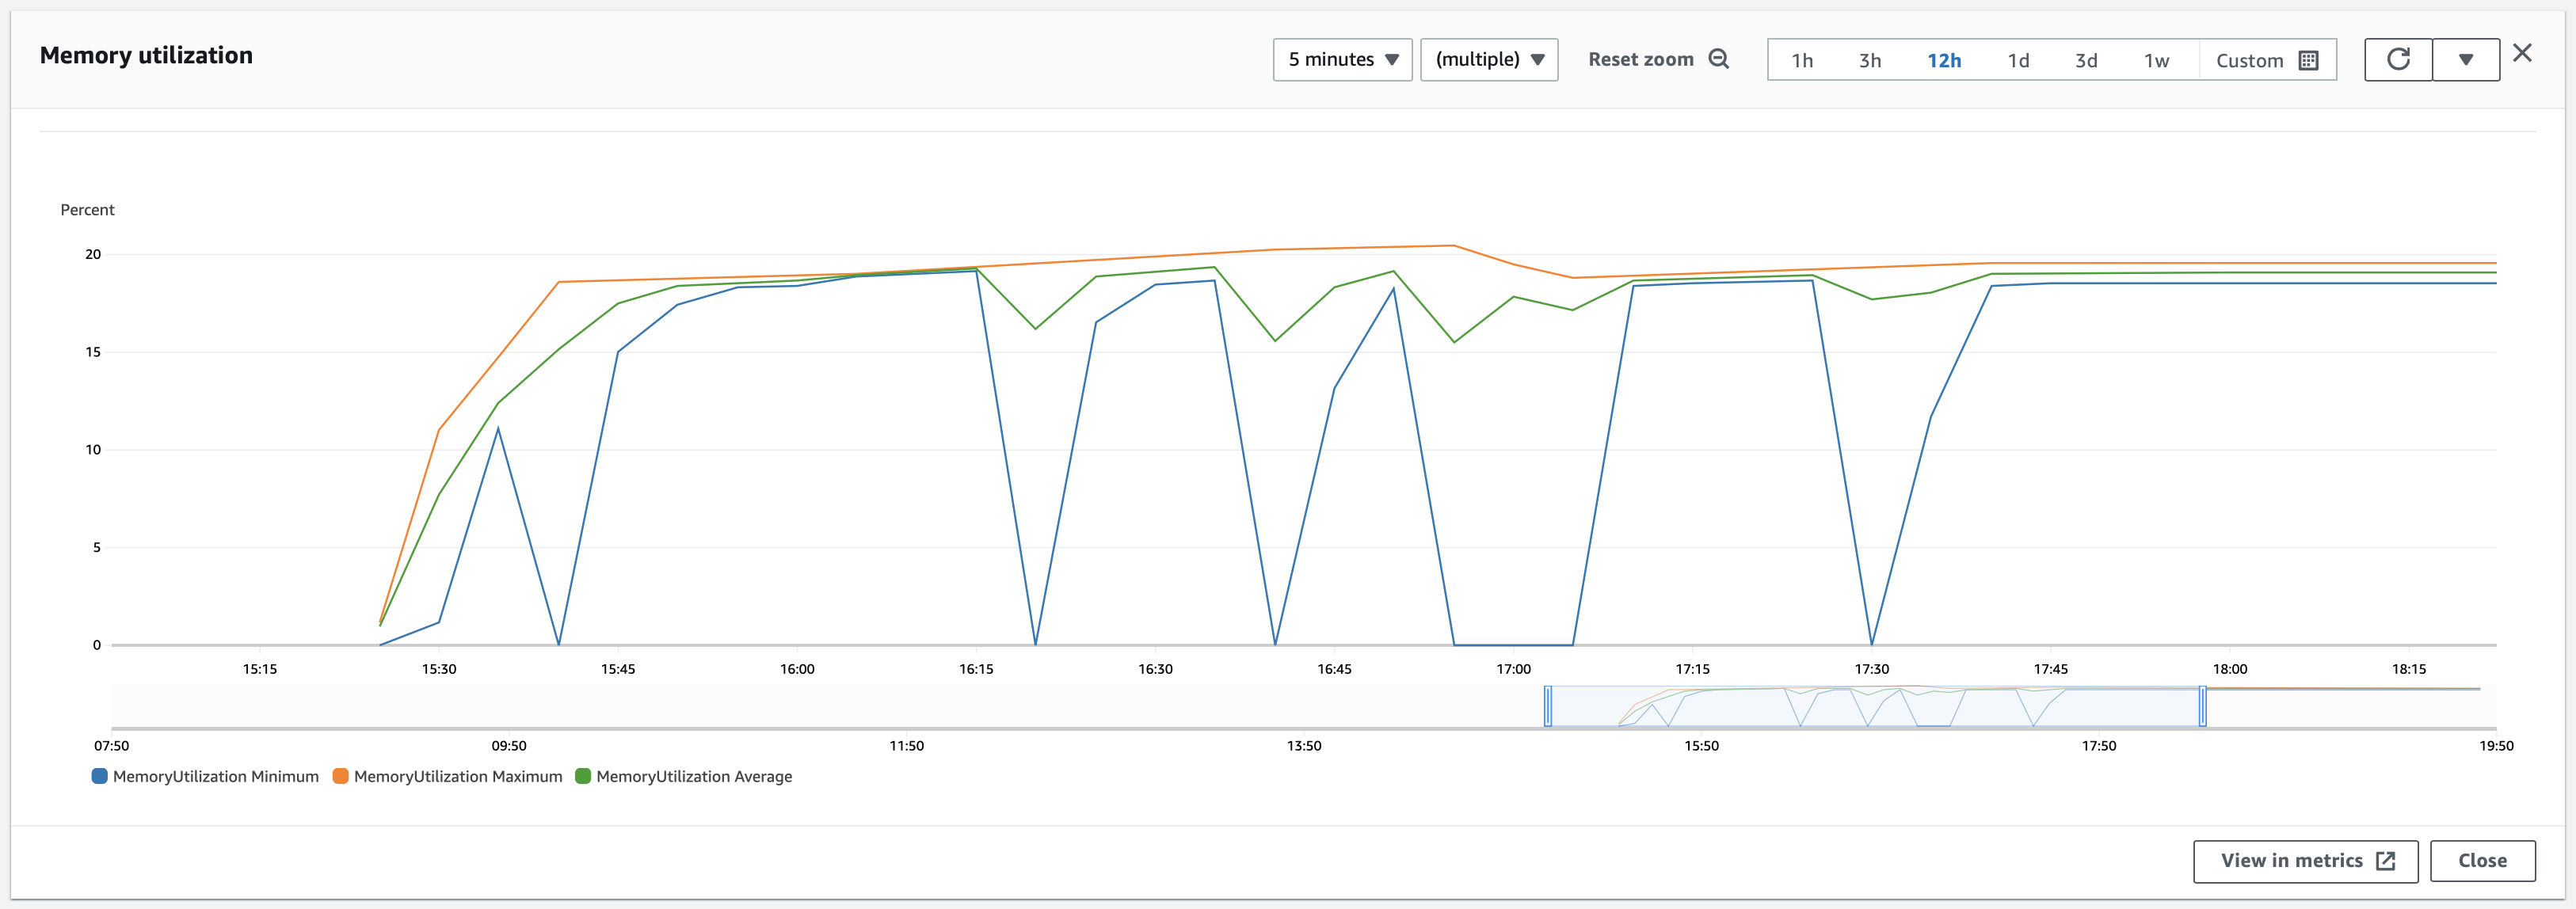 Memory utilization
5 minutes
(multiple)
Reset zoom
1h 3h 12h 1d 3d 1w Custom
Percent
20
15
10
5
0
15:15 15:30 15:45 16:00 16:15 16:30 16:45 17:00 17:15 17:30 17:45 18:00 18:15
07:50 09:50 11:50 13:50 15:50 17:50 19:50
MemoryUtilization Minimum MemoryUtilization Maximum MemoryUtilization Average
View in metrics
Close